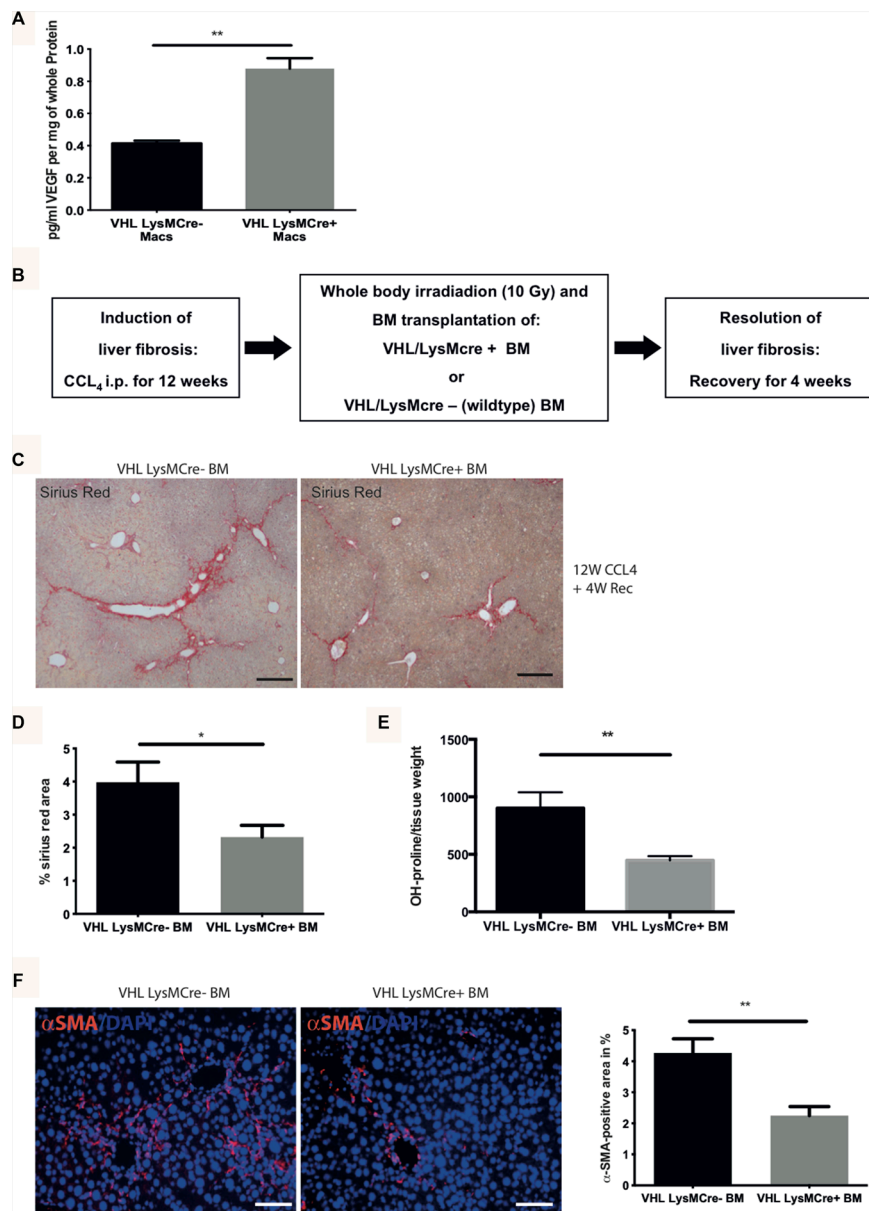 A
**
pg/ml VEGF per mg of whole Protein
1.0
0.8
0.6
0.4
0.2
0.0
VHL LysMCre-
Macs
VHL LysMCre+
Macs
B
Induction of
liver fibrosis:
CCL4 i.p. for 12 weeks
Whole body irradiadion (10 Gy) and
BM transplantation of:
VHL/LysMcre + BM
or
VHL/LysMcre – (wildtype) BM
Resolution of
liver fibrosis:
Recovery for 4 weeks
C
VHL LysMCre- BM
VHL LysMCre+ BM
Sirius Red
Sirius Red
12W CCL4
+ 4W Rec
D
*
% sirius red area
5
4
3
2
1
0
VHL LysMCre- BM
VHL LysMCre+ BM
E
**
OH-proline/tissue weight
1500
1000
500
0
VHL LysMCre- BM
VHL LysMCre+ BM
F
VHL LysMCre- BM
VHL LysMCre+ BM
αSMA/DAPI
αSMA/DAPI
**
α-SMA-positive area in %
5
4
3
2
1
0
VHL LysMCre- BM
VHL LysMCre+ BM